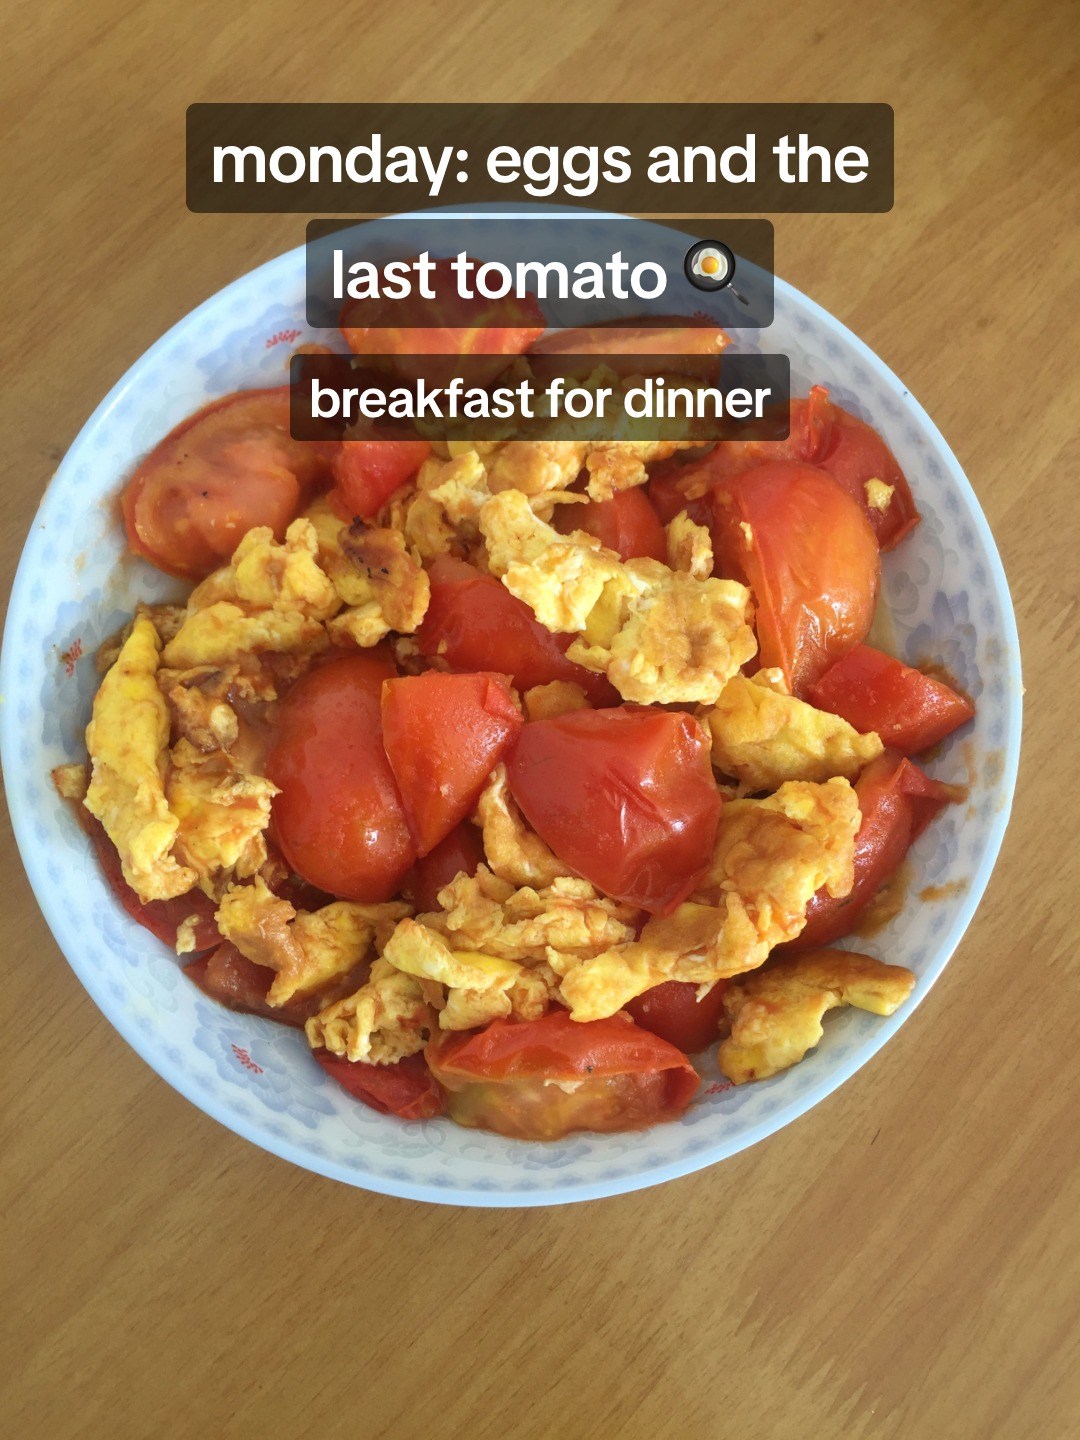 monday: eggs and the
last tomato 🍳
breakfast for dinner